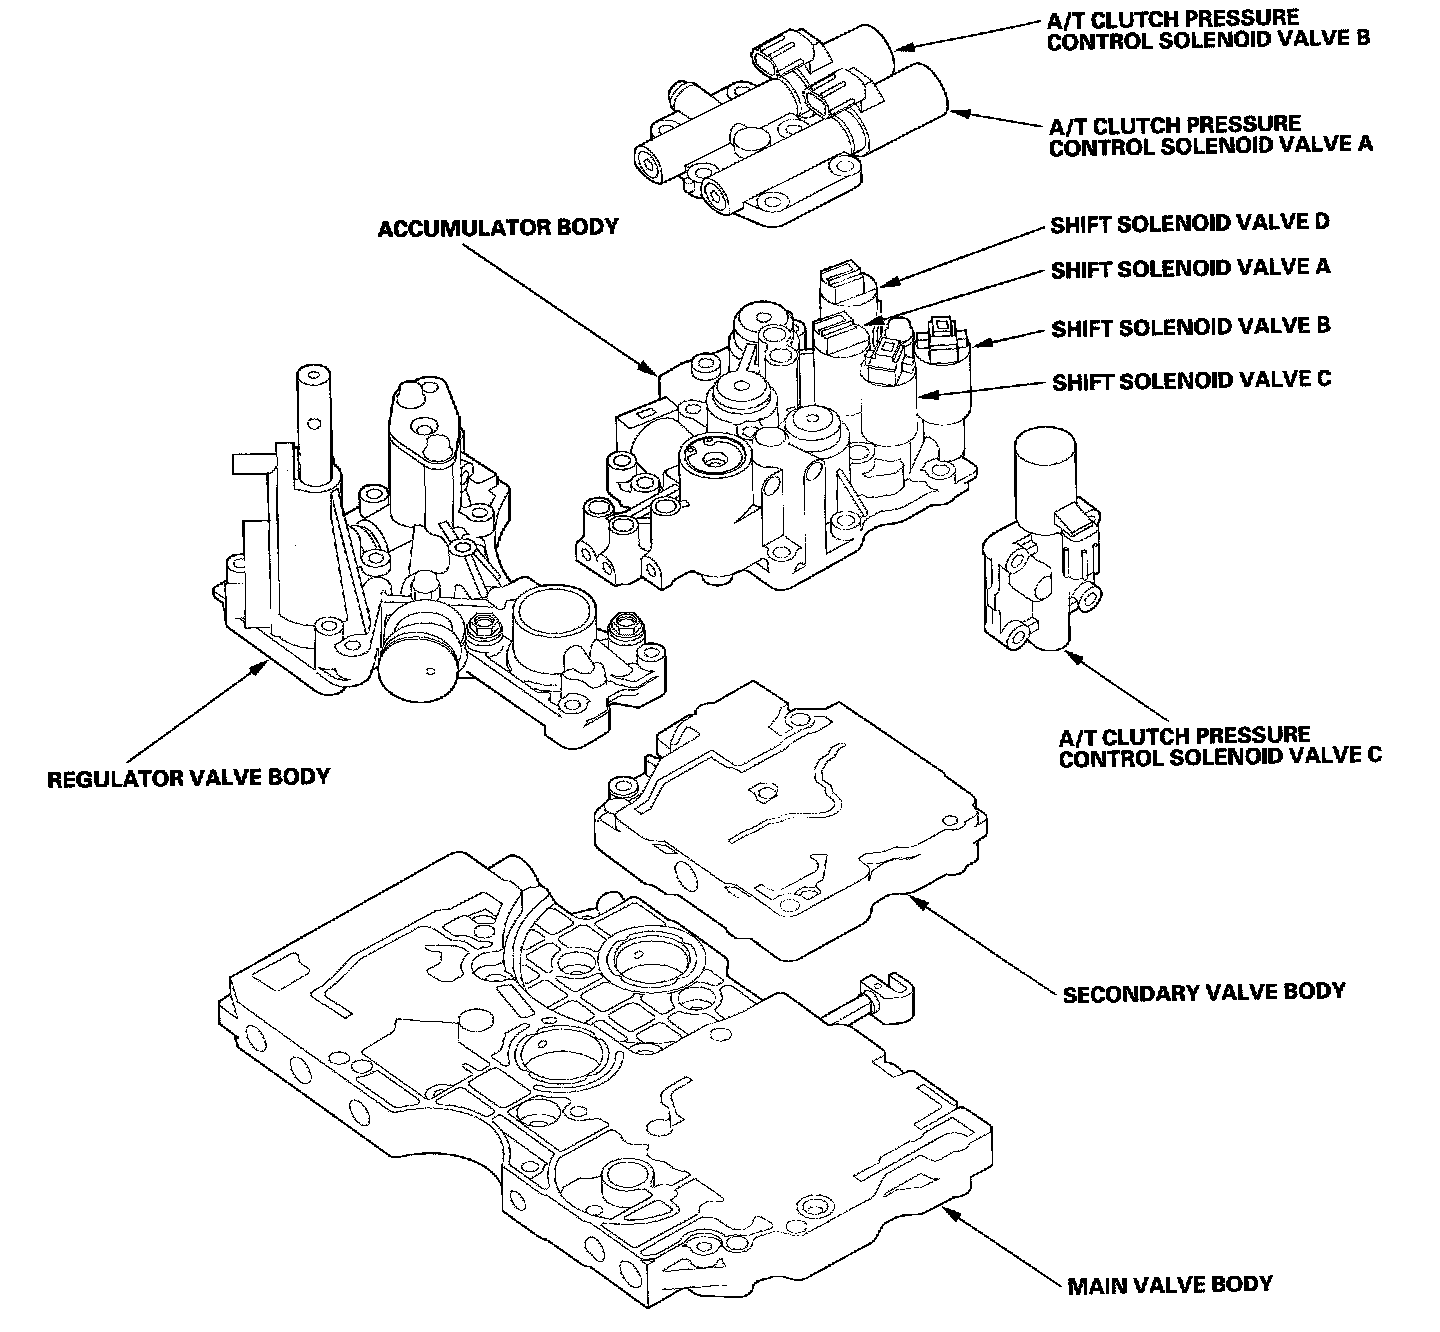 A/T CLUTCH PRESSURE
CONTROL SOLENOID VALVE B
A/T CLUTCH PRESSURE
CONTROL SOLENOID VALVE A
ACCUMULATOR BODY
SHIFT SOLENOID VALVE D
SHIFT SOLENOID VALVE A
SHIFT SOLENOID VALVE B
SHIFT SOLENOID VALVE C
A/T CLUTCH PRESSURE
CONTROL SOLENOID VALVE C
REGULATOR VALVE BODY
SECONDARY VALVE BODY
MAIN VALVE BODY